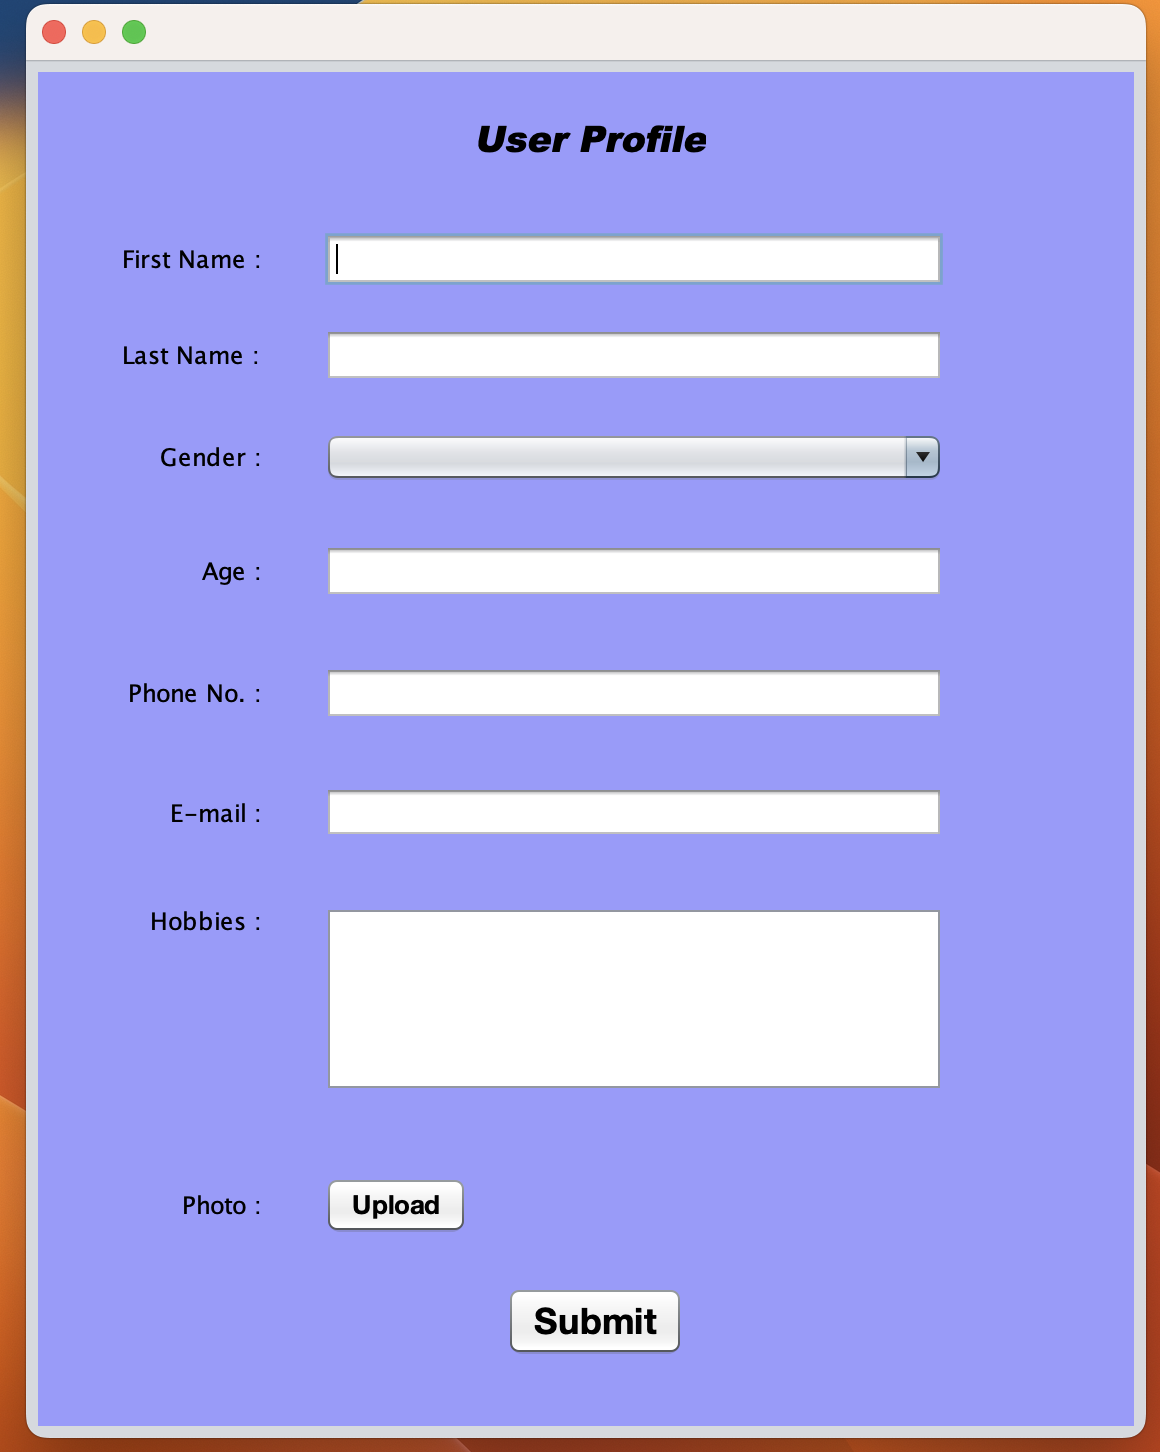 User Profile
First Name :
Last Name :
Gender :
Age :
Phone No. :
E-mail :
Hobbies :
Photo :
Upload
Submit